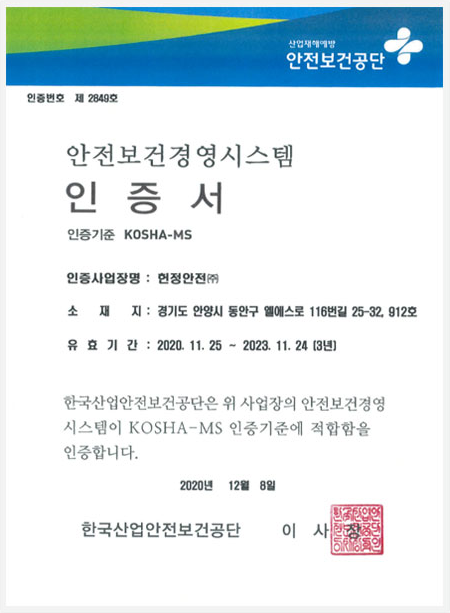 산업재해예방
안전보건공단
인증번호 제 2849호
안전보건경영시스템
인 증 서
인증기준 KOSHA-MS
인증사업장명 : 헌정안전㈜
소 재 지 : 경기도 안양시 동안구 엘에스로 116번길 25-32, 912호
유 효 기 간 : 2020. 11. 25 ~ 2023. 11. 24 (3년)
한국산업안전보건공단은 위 사업장의 안전보건경영
시스템이 KOSHA-MS 인증기준에 적합함을
인증합니다.
2020년 12월 8일
한국산업안전보건공단 이 사 장